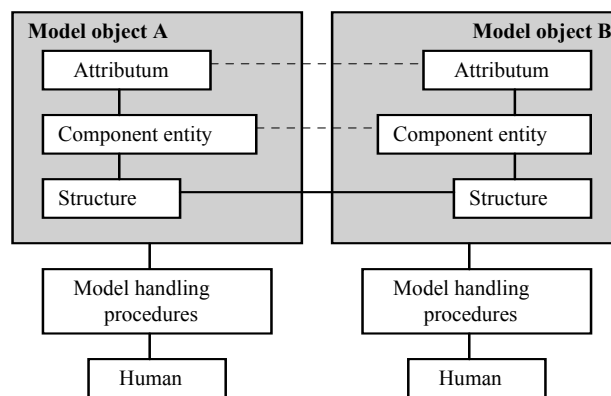 Model object A
Model object B
Attributum
Attributum
Component entity
Component entity
Structure
Structure
Model handling
procedures
Model handling
procedures
Human
Human